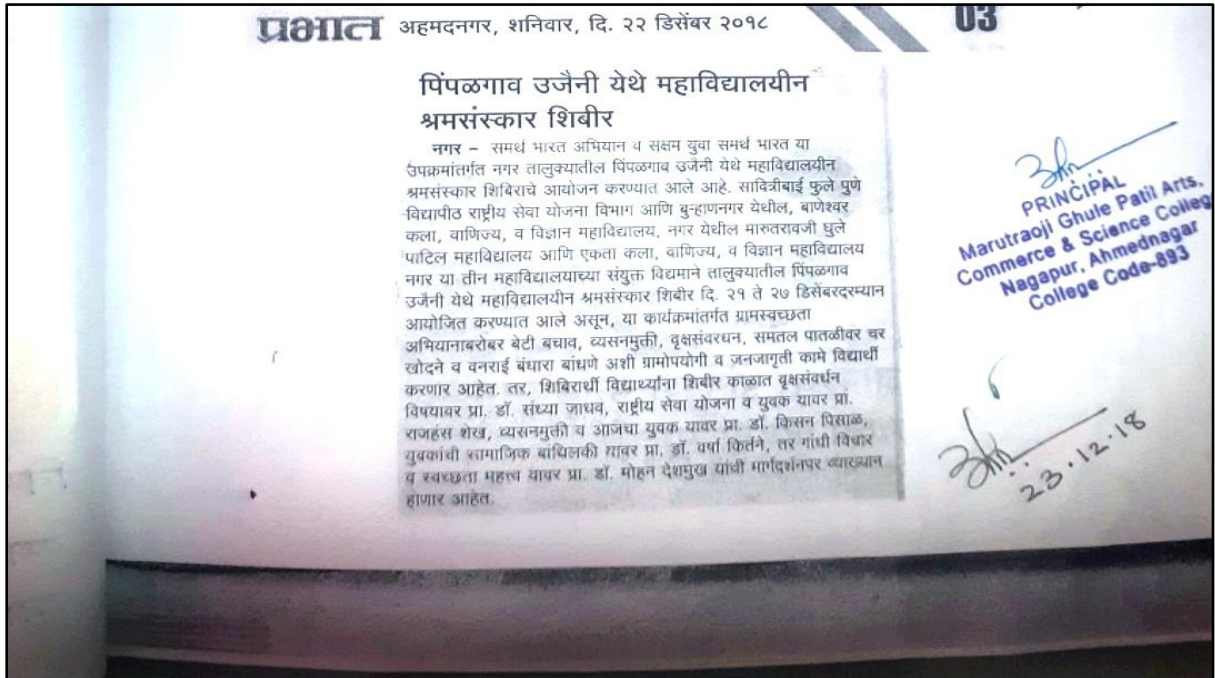 प्रभात अहमदनगर, शनिवार, दि. २२ डिसेंबर २०१८
03
पिंपळगाव उजैनी येथे महाविद्यालयीन
श्रमसंस्कार शिबीर
नगर – समर्थ भारत अभियान व सक्षम युवा समर्थ भारत या
उपक्रमांतर्गत नगर तालुक्यातील पिंपळगाव उजैनी येथे महाविद्यालयीन
श्रमसंस्कार शिबिराचे आयोजन करण्यात आले आहे. सावित्रीबाई फुले पुणे
विद्यापीठ राष्ट्रीय सेवा योजना विभाग आणि बुऱ्हाणनगर येथील, बाणेश्वर
कला, वाणिज्य, व विज्ञान महाविद्यालय, नगर येथील मारुतरावजी घुले
पाटिल महाविद्यालय आणि एकता कला, वाणिज्य, व विज्ञान महाविद्यालय
नगर या तीन महाविद्यालयाच्या संयुक्त विद्यमाने तालुक्यातील पिंपळगाव
उजैनी येथे महाविद्यालयीन श्रमसंस्कार शिबीर दि. २१ ते २७ डिसेंबरदरम्यान
आयोजित करण्यात आले असून, या कार्यक्रमांतर्गत ग्रामस्वच्छता
अभियानाबरोबर बेटी बचाव, व्यसनमुक्ती, वृक्षसंवरधन, समतल पातळीवर चर
खोदने व वनराई बंधारा बांधणे अशी ग्रामोपयोगी व जनजागृती कामे विद्यार्थी
करणार आहेत. तर, शिबिरार्थी विद्यार्थ्यांना शिबीर काळात वृक्षसंवर्धन
विषयावर प्रा. डॉ. संध्या जाधव, राष्ट्रीय सेवा योजना व युवक यावर प्रा.
राजहंस शेख, व्यसनमुक्ती व आजचा युवक यावर प्रा. डॉ. किसन पिसाळ,
युवकांची सामाजिक बांधिलकी यावर प्रा. डॉ. वर्षा किर्तने, तर गांधी विचार
व स्वच्छता महत्त्व यावर प्रा. डॉ. मोहन देशमुख यांची मार्गदर्शनपर व्याख्यान
होणार आहेत.
PRINCIPAL
Marutraoji Ghule Patil Arts,
Commerce & Science Colleg
Nagapur, Ahmednagar
College Code-893
23.12.18